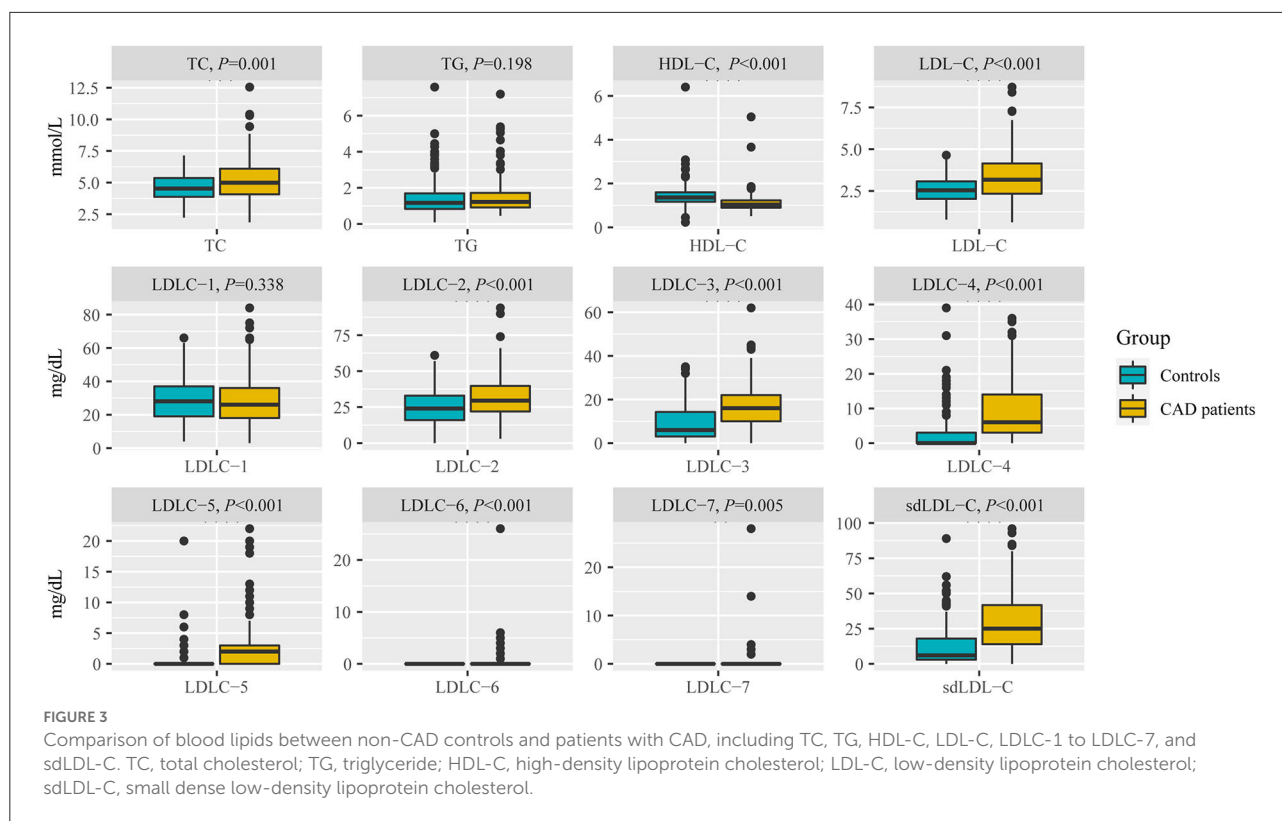 TC, P=0.001
TG, P=0.198
HDL−C, P<0.001
LDL−C, P<0.001
mmol/L
12.5
10.0
7.5
5.0
2.5
6
4
2
0
6
4
2
0
7.5
5.0
2.5
TC
TG
HDL−C
LDL−C
LDLC−1, P=0.338
LDLC−2, P<0.001
LDLC−3, P<0.001
LDLC−4, P<0.001
mg/dL
80
60
40
20
0
75
50
25
0
60
40
20
0
40
30
20
10
0
LDLC−1
LDLC−2
LDLC−3
LDLC−4
LDLC−5, P<0.001
LDLC−6, P<0.001
LDLC−7, P=0.005
sdLDL−C, P<0.001
mg/dL
20
15
10
5
0
20
10
0
20
10
0
100
75
50
25
0
LDLC−5
LDLC−6
LDLC−7
sdLDL−C
Group
Controls
CAD patients
FIGURE 3
Comparison of blood lipids between non-CAD controls and patients with CAD, including TC, TG, HDL-C, LDL-C, LDLC-1 to LDLC-7, and
sdLDL-C. TC, total cholesterol; TG, triglyceride; HDL-C, high-density lipoprotein cholesterol; LDL-C, low-density lipoprotein cholesterol;
sdLDL-C, small dense low-density lipoprotein cholesterol.